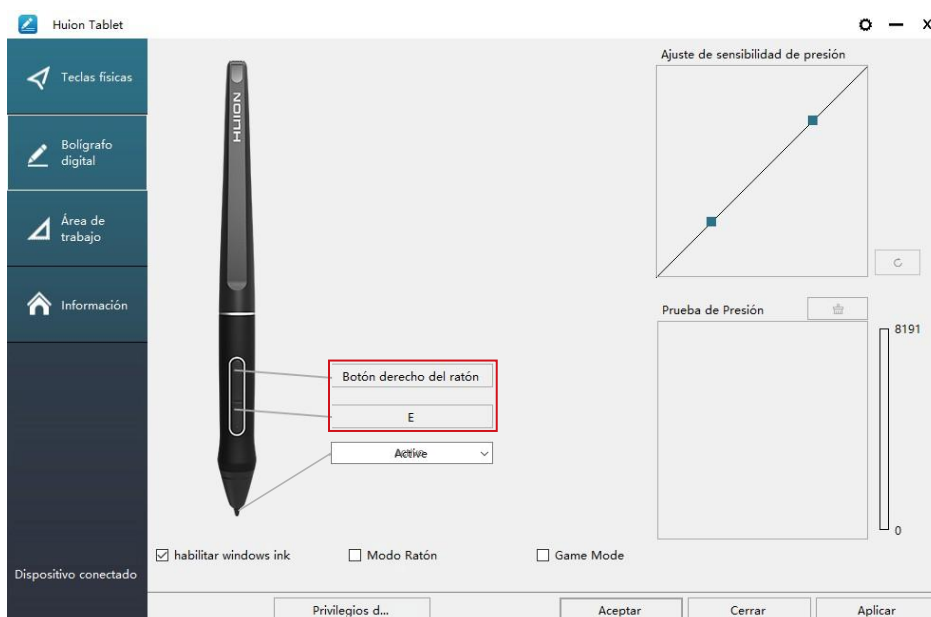 Huion Tablet
X
Teclas físicas
Bolígrafo
digital
Área de
trabajo
Información
Dispositivo conectado
HUION
Botón derecho del ratón
E
Active
habilitar windows ink
Modo Ratón
Game Mode
Ajuste de sensibilidad de presión
Prueba de Presión
8191
0
Privilegios d...
Aceptar
Cerrar
Aplicar